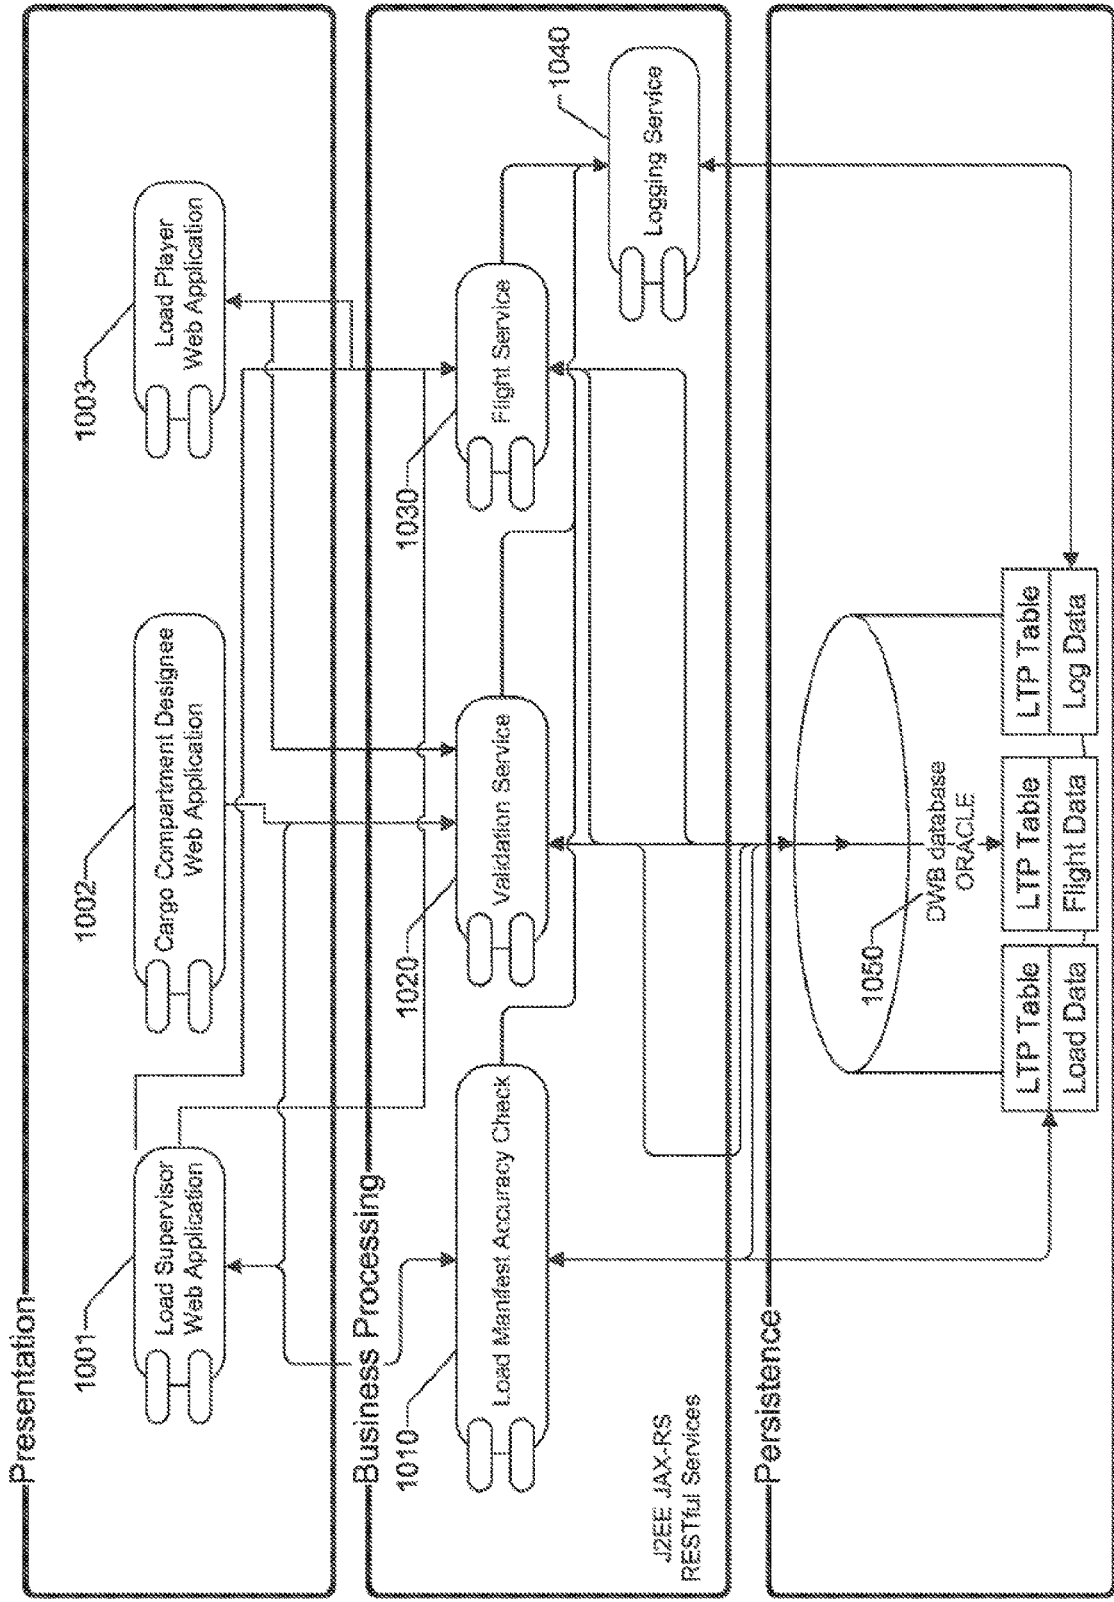 Presentation
1001
Load Supervisor
Web Application
1002
Cargo Compartment Designee
Web Application
1003
Load Player
Web Application
Business Processing
1010
Load Manifest Accuracy Check
1020
Validation Service
1030
Flight Service
1040
Logging Service
J2EE JAX-RS
RESTful Services
Persistence
1050
DWB database
ORACLE
LTP Table
Load Data
LTP Table
Flight Data
LTP Table
Log Data